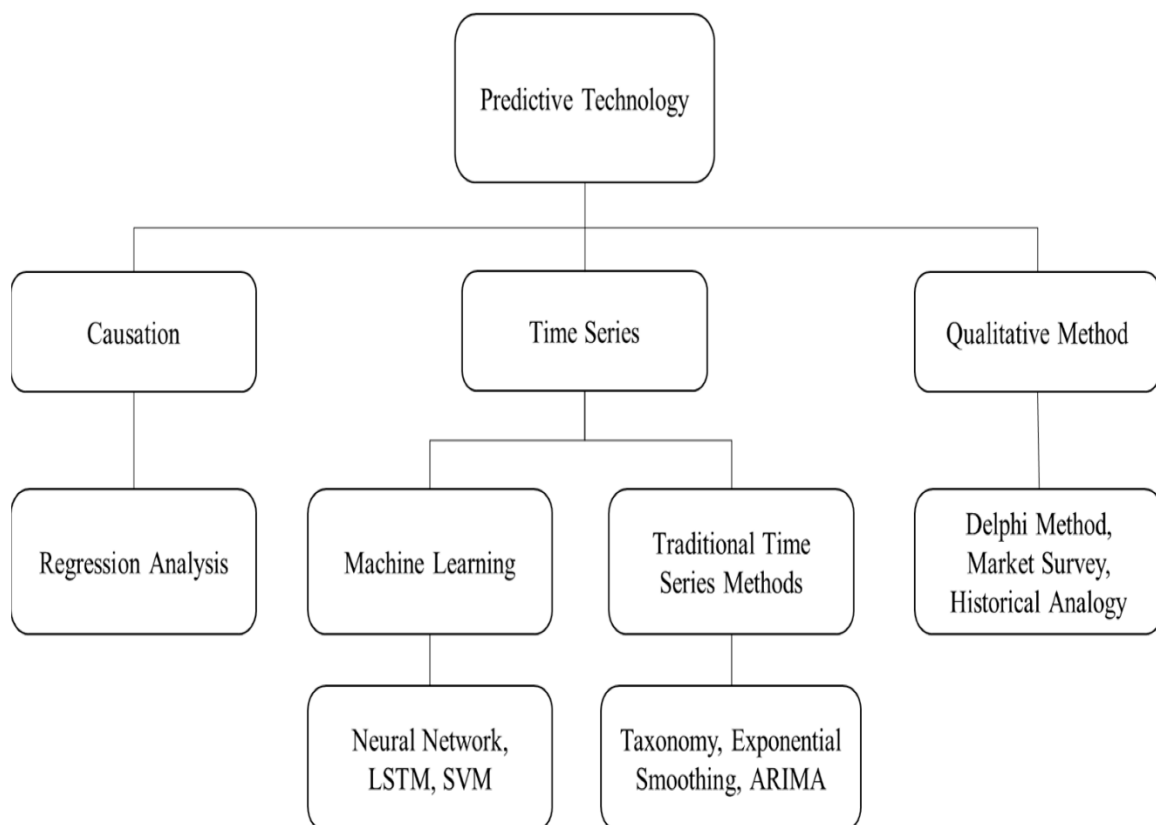 Predictive Technology
Causation
Time Series
Qualitative Method
Regression Analysis
Machine Learning
Traditional Time
Series Methods
Delphi Method,
Market Survey,
Historical Analogy
Neural Network,
LSTM, SVM
Taxonomy, Exponential
Smoothing, ARIMA